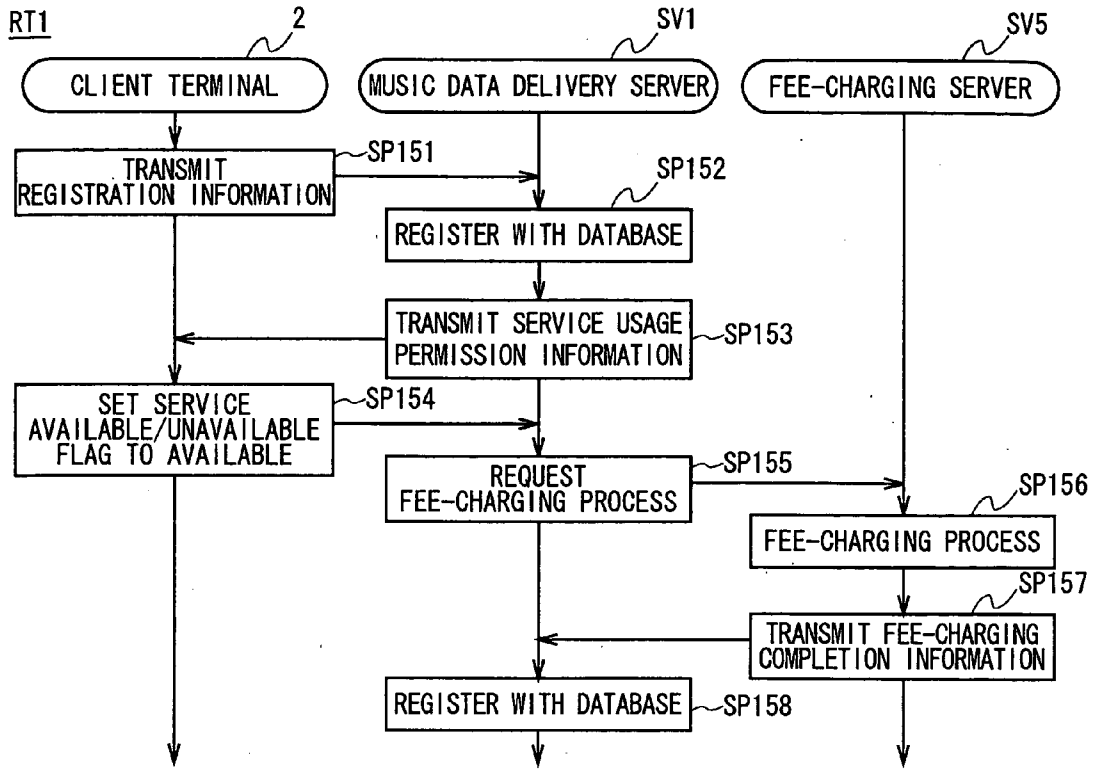 RT1
2
SV1
SV5
CLIENT TERMINAL
MUSIC DATA DELIVERY SERVER
FEE-CHARGING SERVER
SP151
TRANSMIT
REGISTRATION INFORMATION
SP152
REGISTER WITH DATABASE
TRANSMIT SERVICE USAGE
PERMISSION INFORMATION
SP153
SP154
SET SERVICE
AVAILABLE/UNAVAILABLE
FLAG TO AVAILABLE
REQUEST
FEE-CHARGING PROCESS
SP155
SP156
FEE-CHARGING PROCESS
SP157
TRANSMIT FEE-CHARGING
COMPLETION INFORMATION
REGISTER WITH DATABASE
SP158